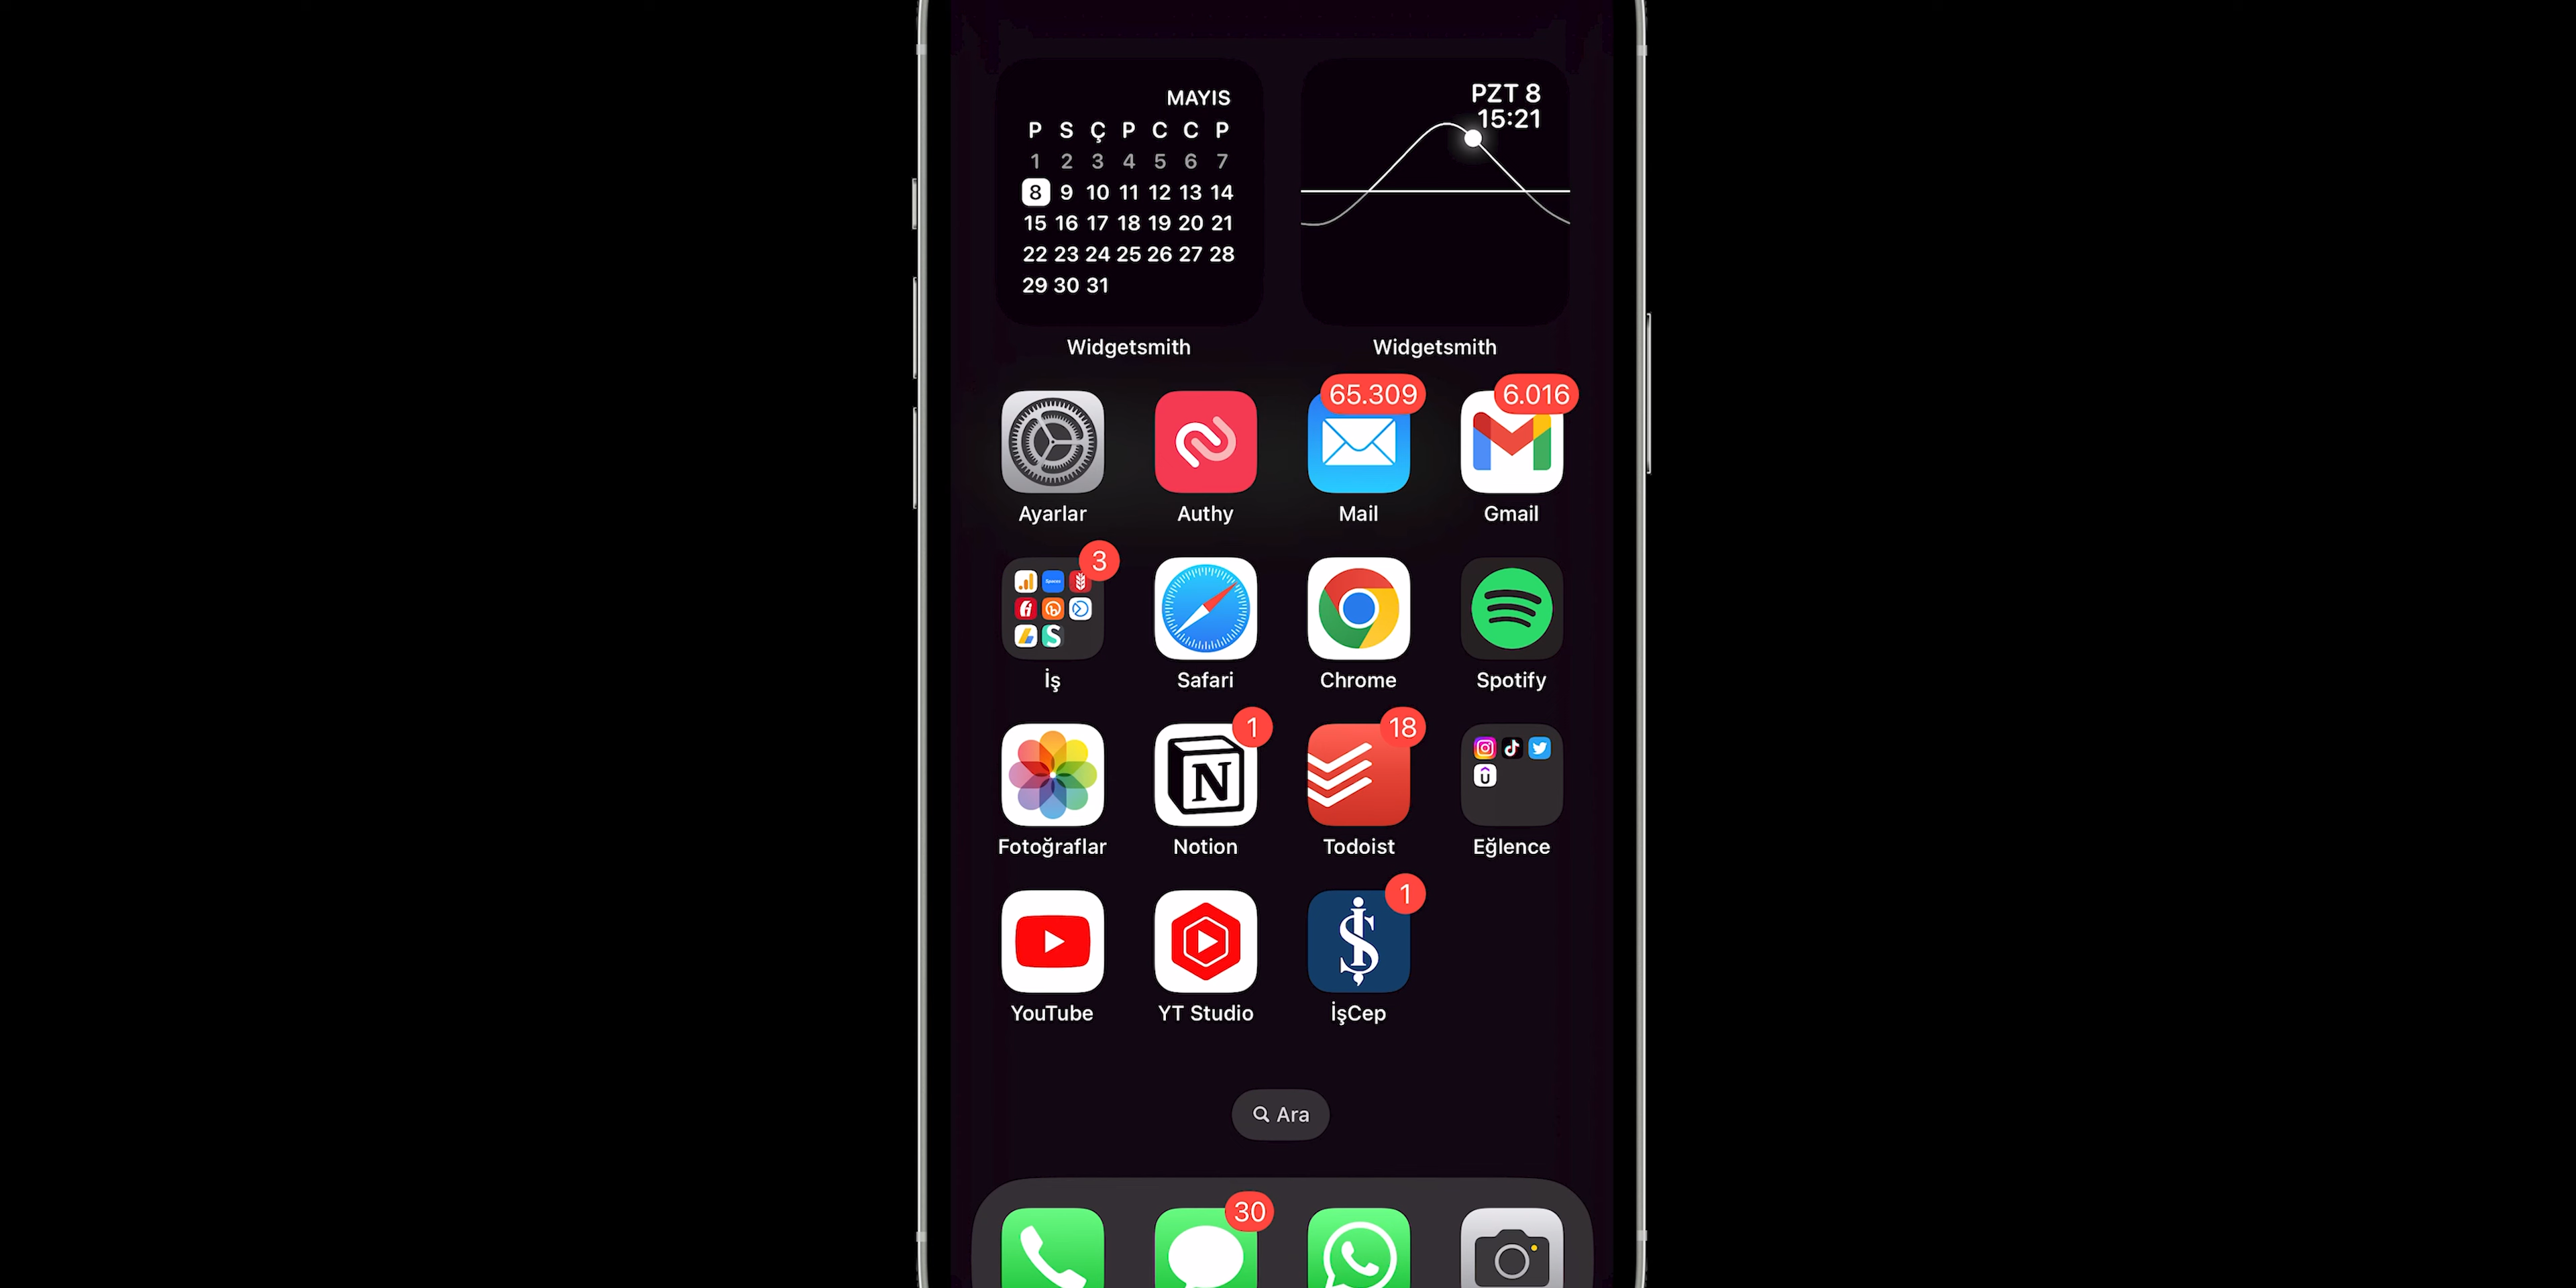 MAYIS
P S Ç P C C P
1 2 3 4 5 6 7
8 9 10 11 12 13 14
15 16 17 18 19 20 21
22 23 24 25 26 27 28
29 30 31
Widgetsmith
PZT 8
15:21
Widgetsmith
65.309
6.016
Ayarlar
Authy
Mail
Gmail
3
İş
Safari
Chrome
Spotify
1
18
N
Fotoğraflar
Notion
Todoist
Eğlence
1
YouTube
YT Studio
İşCep
Ara
30